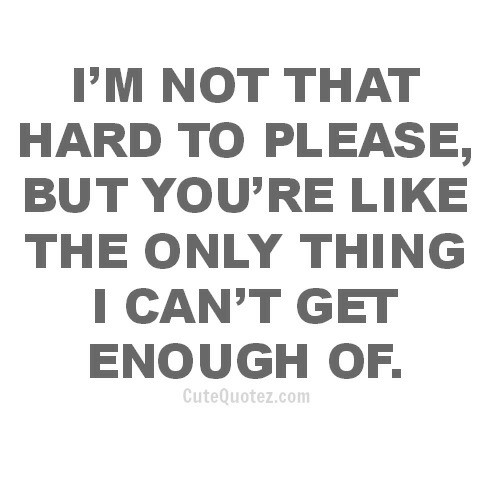 I’M NOT THAT
HARD TO PLEASE,
BUT YOU’RE LIKE
THE ONLY THING
I CAN’T GET
ENOUGH OF.
CuteQuotez.com